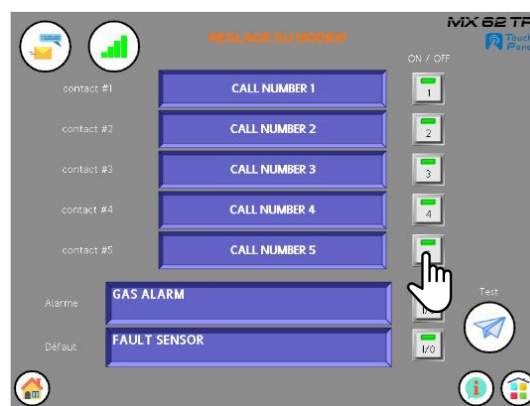 MX 62 TP
Touch
Panel
REGLAGE DU MODEM
ON / OFF
contact #1 CALL NUMBER 1 1
contact #2 CALL NUMBER 2 2
contact #3 CALL NUMBER 3 3
contact #4 CALL NUMBER 4 4
contact #5 CALL NUMBER 5
Alarme GAS ALARM I/O Test
Défaut FAULT SENSOR I/O